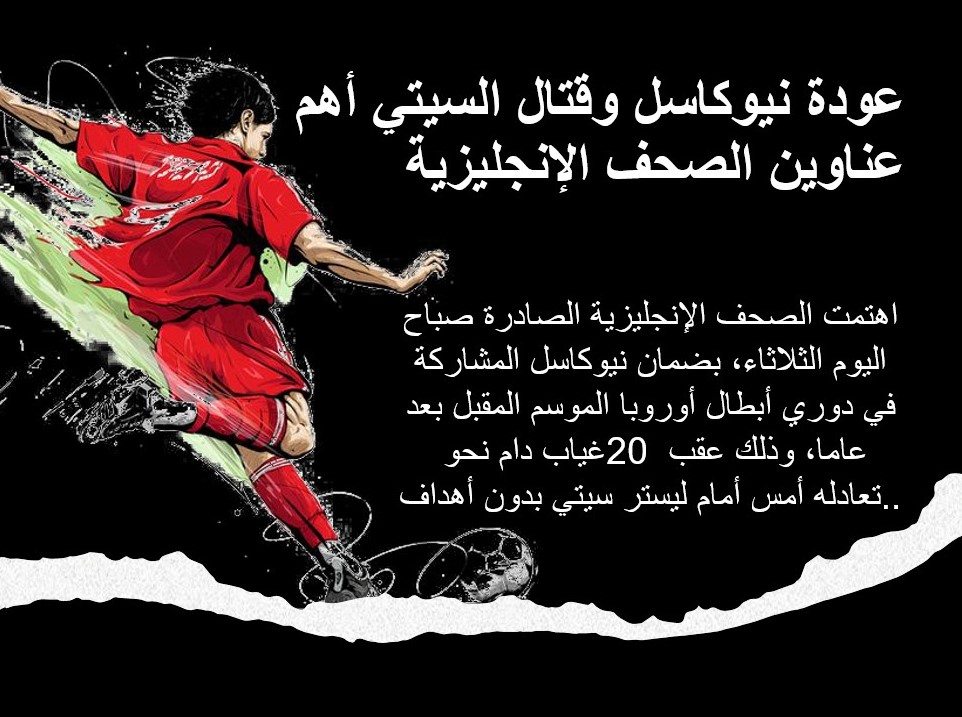 عودة نيوكاسل وقتال السيتي أهم
عناوين الصحف الإنجليزية
اهتمت الصحف الإنجليزية الصادرة صباح
اليوم الثلاثاء، بضمان نيوكاسل المشاركة
في دوري أبطال أوروبا الموسم المقبل بعد
غياب دام نحو 20 عاما، وذلك عقب
تعادله أمس أمام ليستر سيتي بدون أهداف..